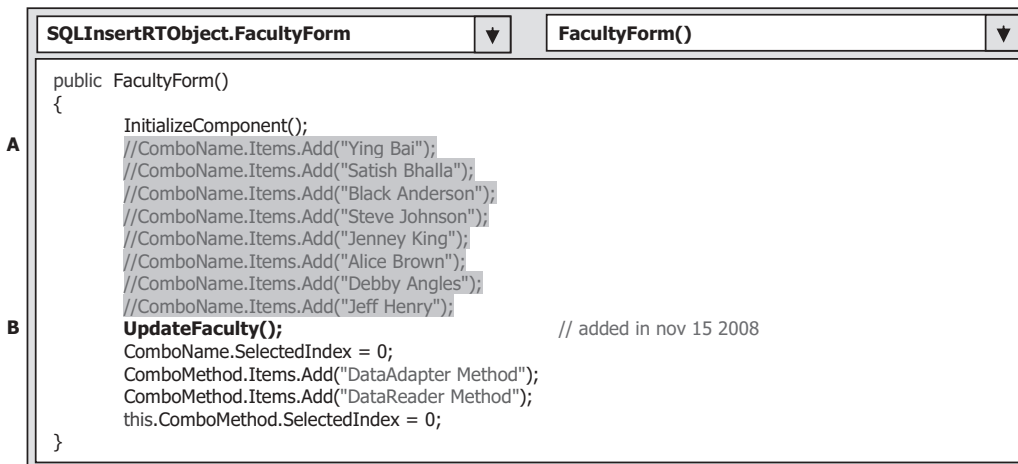 SQLInsertRTObject.FacultyForm FacultyForm()
public FacultyForm()
{
InitializeComponent();
A //ComboName.Items.Add("Ying Bai");
//ComboName.Items.Add("Satish Bhalla");
//ComboName.Items.Add("Black Anderson");
//ComboName.Items.Add("Steve Johnson");
//ComboName.Items.Add("Jenney King");
//ComboName.Items.Add("Alice Brown");
//ComboName.Items.Add("Debby Angles");
//ComboName.Items.Add("Jeff Henry");
B UpdateFaculty(); // added in nov 15 2008
ComboName.SelectedIndex = 0;
ComboMethod.Items.Add("DataAdapter Method");
ComboMethod.Items.Add("DataReader Method");
this.ComboMethod.SelectedIndex = 0;
}